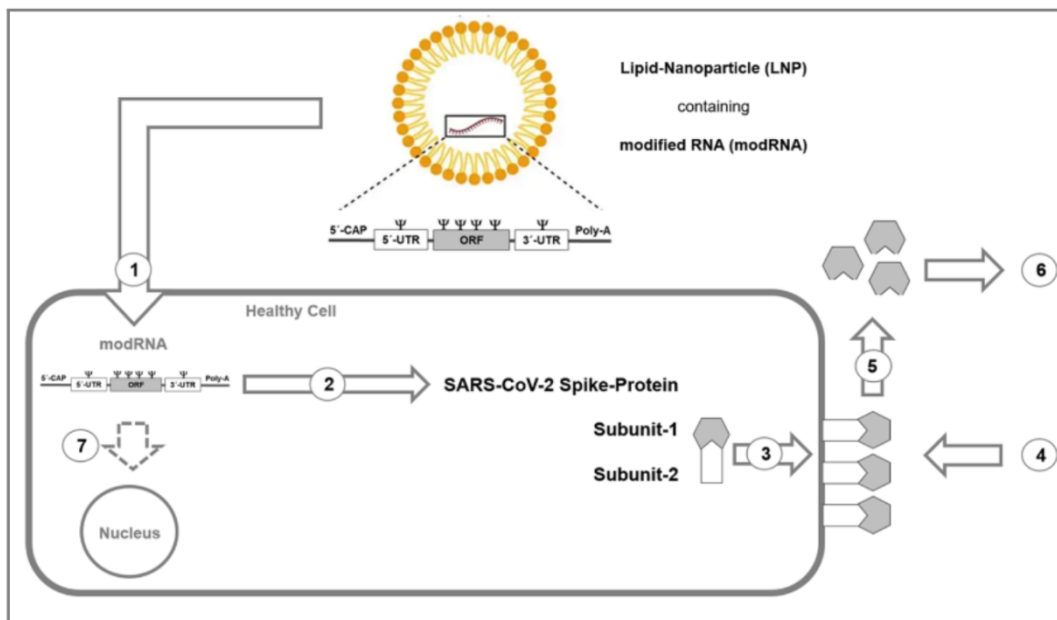 Lipid-Nanoparticle (LNP)
containing
modified RNA (modRNA)
Ψ Ψ Ψ Ψ Ψ Ψ
5´-CAP 5´-UTR ORF 3´-UTR Poly-A
1
6
Healthy Cell
modRNA
Ψ Ψ Ψ Ψ Ψ Ψ
5´-CAP 5´-UTR ORF 3´-UTR Poly-A
2
SARS-CoV-2 Spike-Protein
5
Subunit-1
7
3
4
Subunit-2
Nucleus